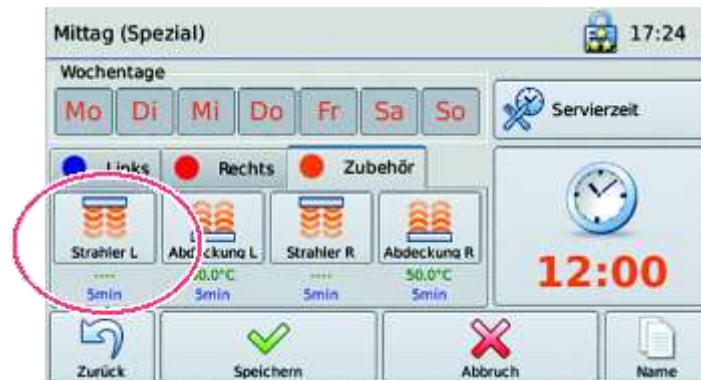 Mittag (Spezial) 17:24
Wochentage
Mo Di Mi Do Fr Sa So
Servierzeit
Links Rechts Zubehör
Strahler L Abdeckung L Strahler R Abdeckung R
---- 50.0°C ---- 50.0°C
5min 5min 5min 5min
12:00
Zurück Speichern Abbruch Name